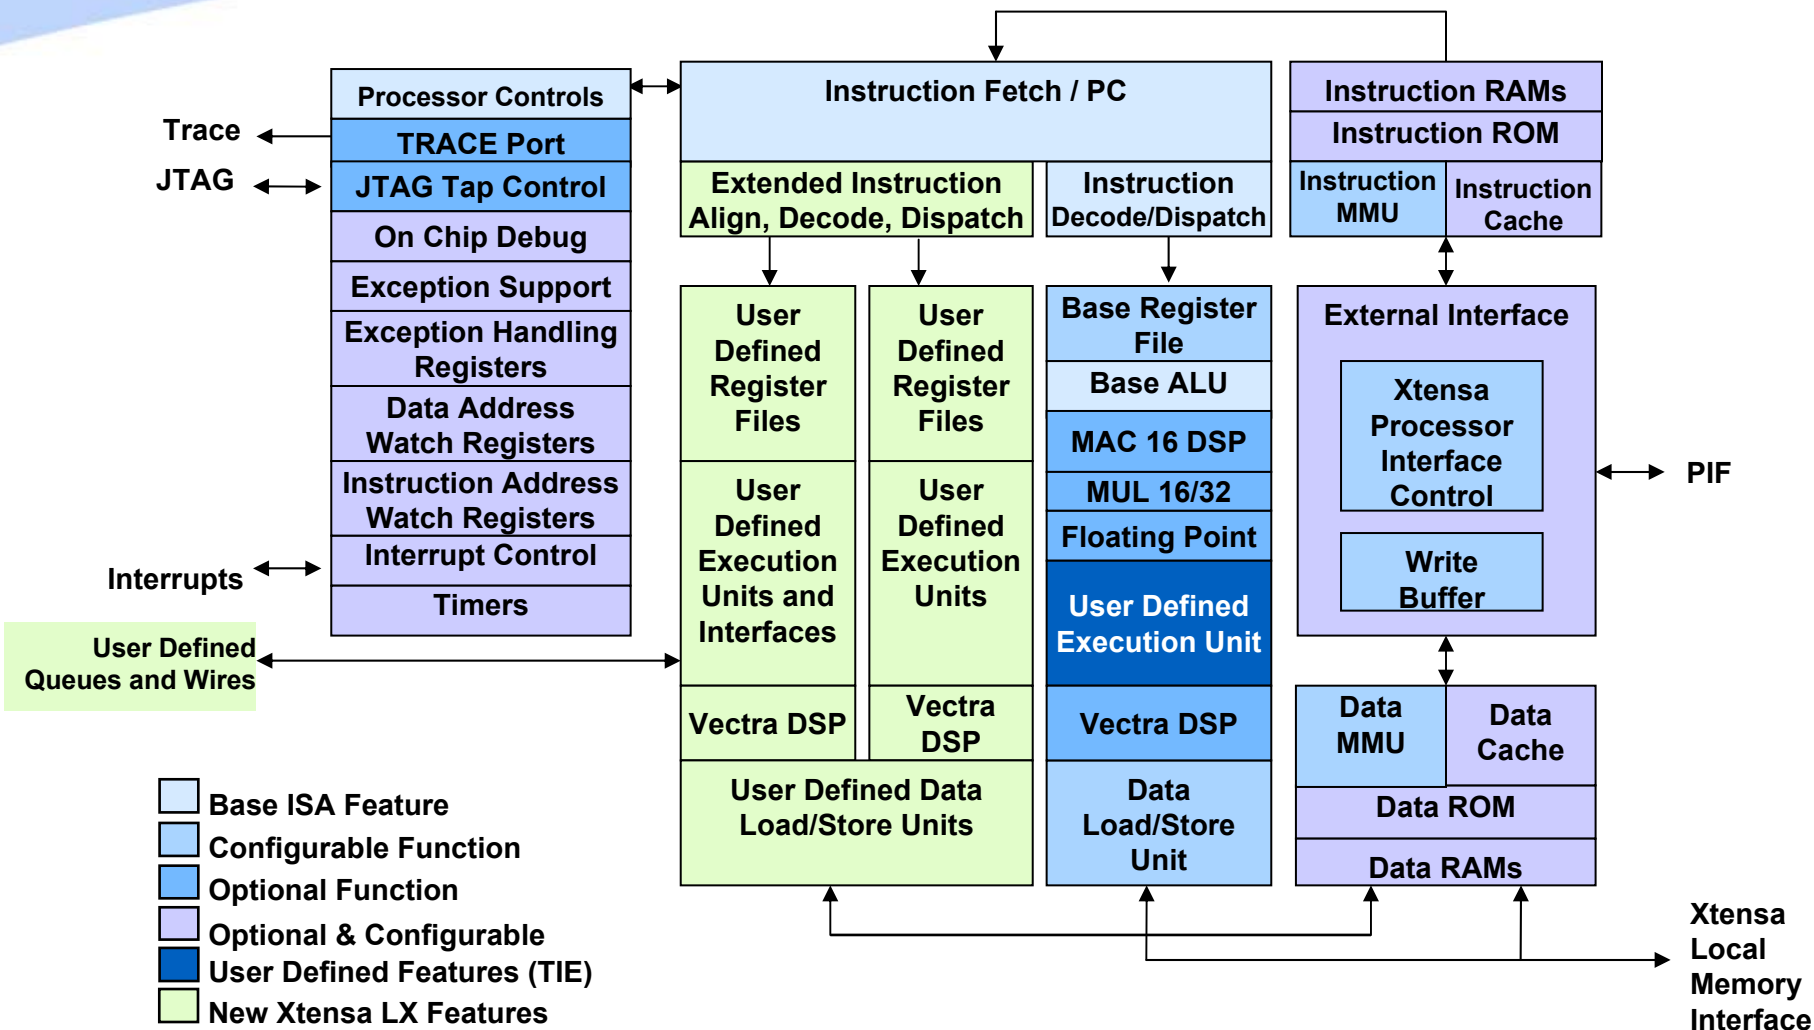 Processor Controls
TRACE Port
JTAG Tap Control
On Chip Debug
Exception Support
Exception Handling
Registers
Data Address
Watch Registers
Instruction Address
Watch Registers
Interrupt Control
Timers
Trace
JTAG
Interrupts
User Defined
Queues and Wires
Instruction Fetch / PC
Extended Instruction
Align, Decode, Dispatch
Instruction
Decode/Dispatch
User
Defined
Register
Files
User
Defined
Execution
Units and
Interfaces
Vectra DSP
User
Defined
Register
Files
User
Defined
Execution
Units
Vectra
DSP
User Defined Data
Load/Store Units
Base Register
File
Base ALU
MAC 16 DSP
MUL 16/32
Floating Point
User Defined
Execution Unit
Vectra DSP
Data
Load/Store
Unit
Instruction RAMs
Instruction ROM
Instruction
MMU
Instruction
Cache
External Interface
Xtensa
Processor
Interface
Control
Write
Buffer
PIF
Data
MMU
Data
Cache
Data ROM
Data RAMs
Xtensa
Local
Memory
Interface
Base ISA Feature
Configurable Function
Optional Function
Optional & Configurable
User Defined Features (TIE)
New Xtensa LX Features